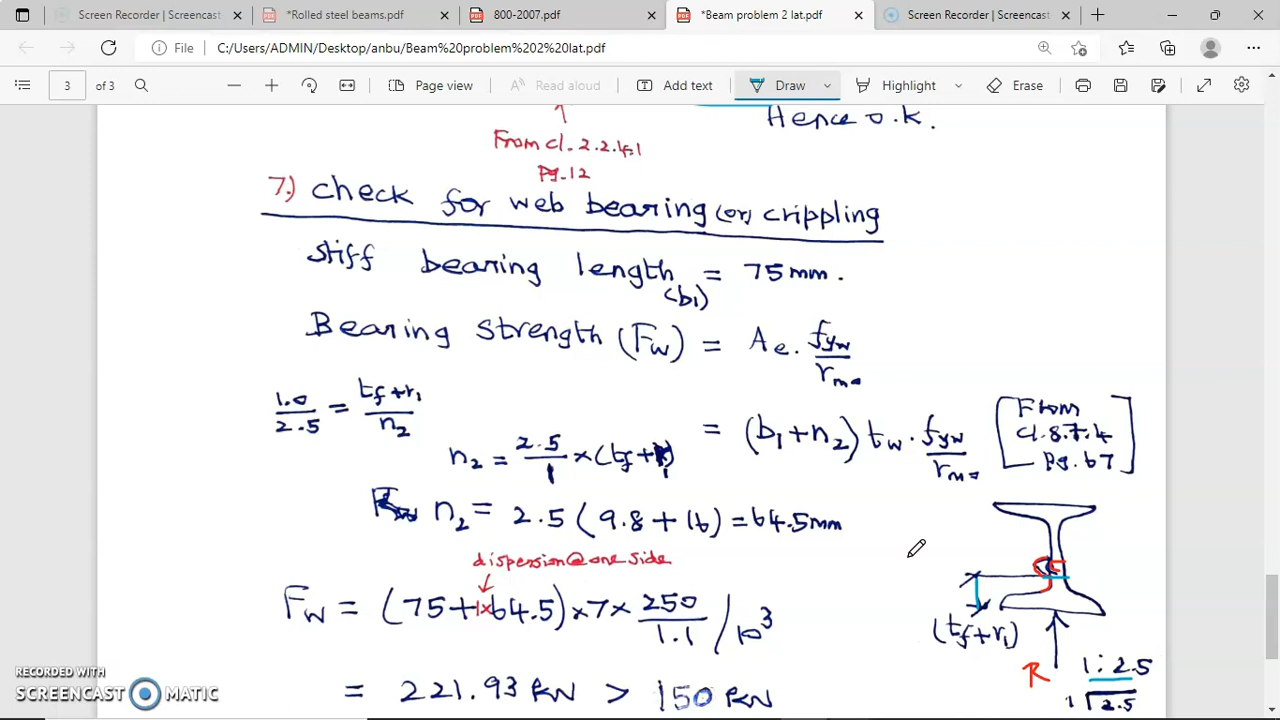 Screen Recorder | Screencast
*Rolled steel beams.pdf
800-2007.pdf
*Beam problem 2 lat.pdf
Screen Recorder | Screencast
File
C:/Users/ADMIN/Desktop/anbu/Beam%20problem%202%20lat.pdf
3 of 3
Page view
Read aloud
Add text
Draw
Highlight
Erase
Hence o.k.
From cl. 2.2.4.1
Pg.12
7.) check for web bearing (or) crippling
Stiff bearing length (b1) = 75 mm.
Bearing strength (Fw) = Ae. fyw/rmo
1.0/2.5 = tf+r1/n2
= (b1+n2) tw. fyw/rmo
[From
cl.8.7.4
Pg.67]
n2 = 2.5/1 × (tf+r1)
n2 = 2.5 (9.8 + 16) = 64.5mm
dispersion@one side
Fw = (75+1×64.5)×7×250/1.1 /10³
(tf+r1)
R
1:2.5
1 2.5
= 221.93 KN > 150 KN
RECORDED WITH
SCREENCAST MATIC